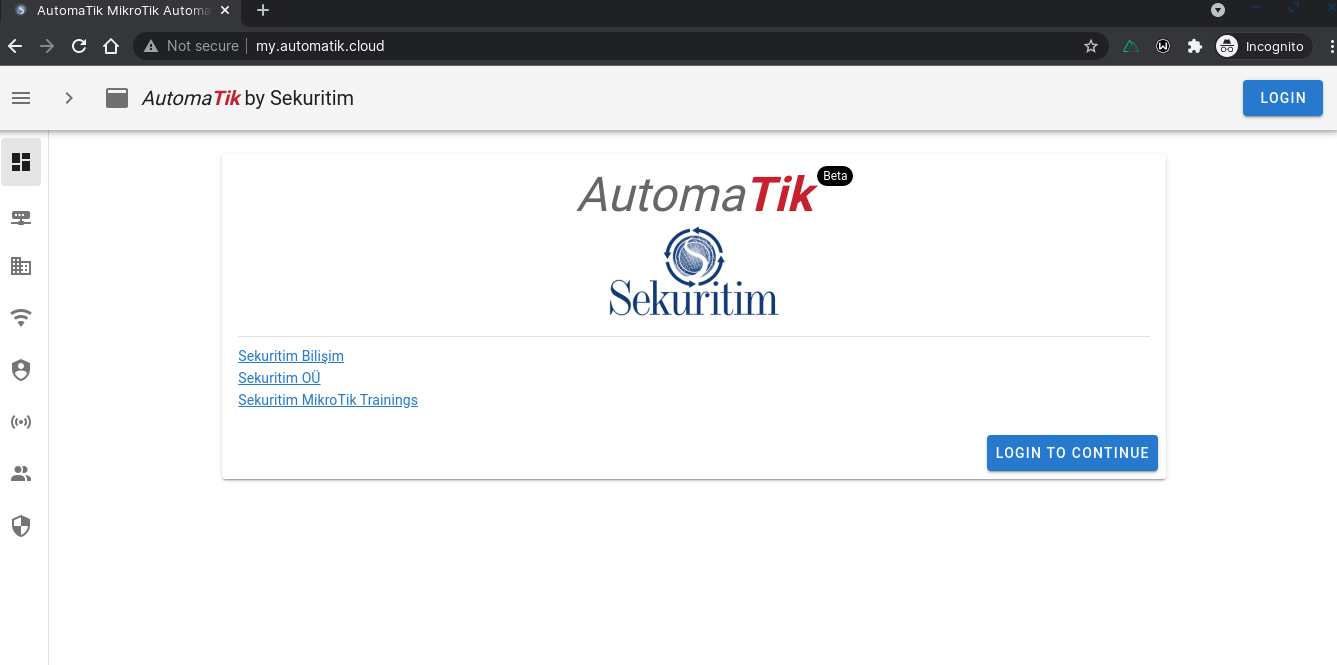 AutomaTik MikroTik Automa
Not secure
my.automatik.cloud
Incognito
AutomaTik by Sekuritim
LOGIN
AutomaTik
Beta
Sekuritim
Sekuritim Bilişim
Sekuritim OÜ
Sekuritim MikroTik Trainings
LOGIN TO CONTINUE